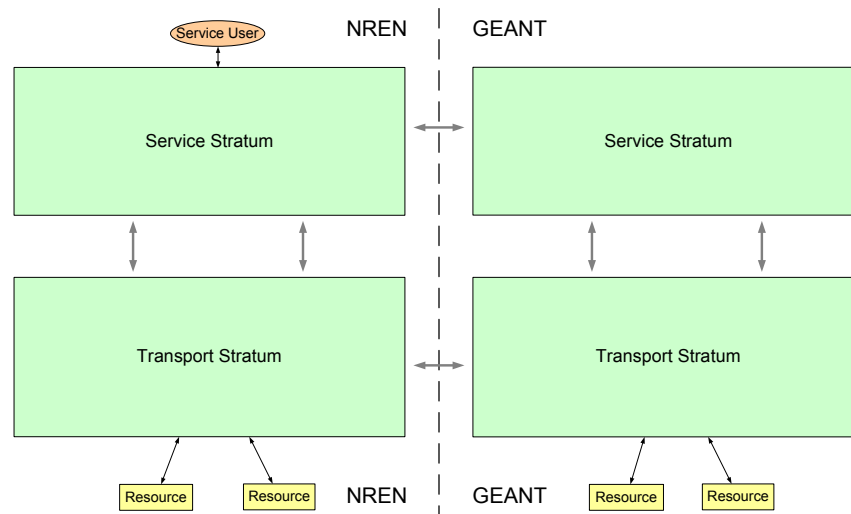 Service User
NREN
GEANT
Service Stratum
Service Stratum
Transport Stratum
Transport Stratum
Resource
Resource
NREN
GEANT
Resource
Resource